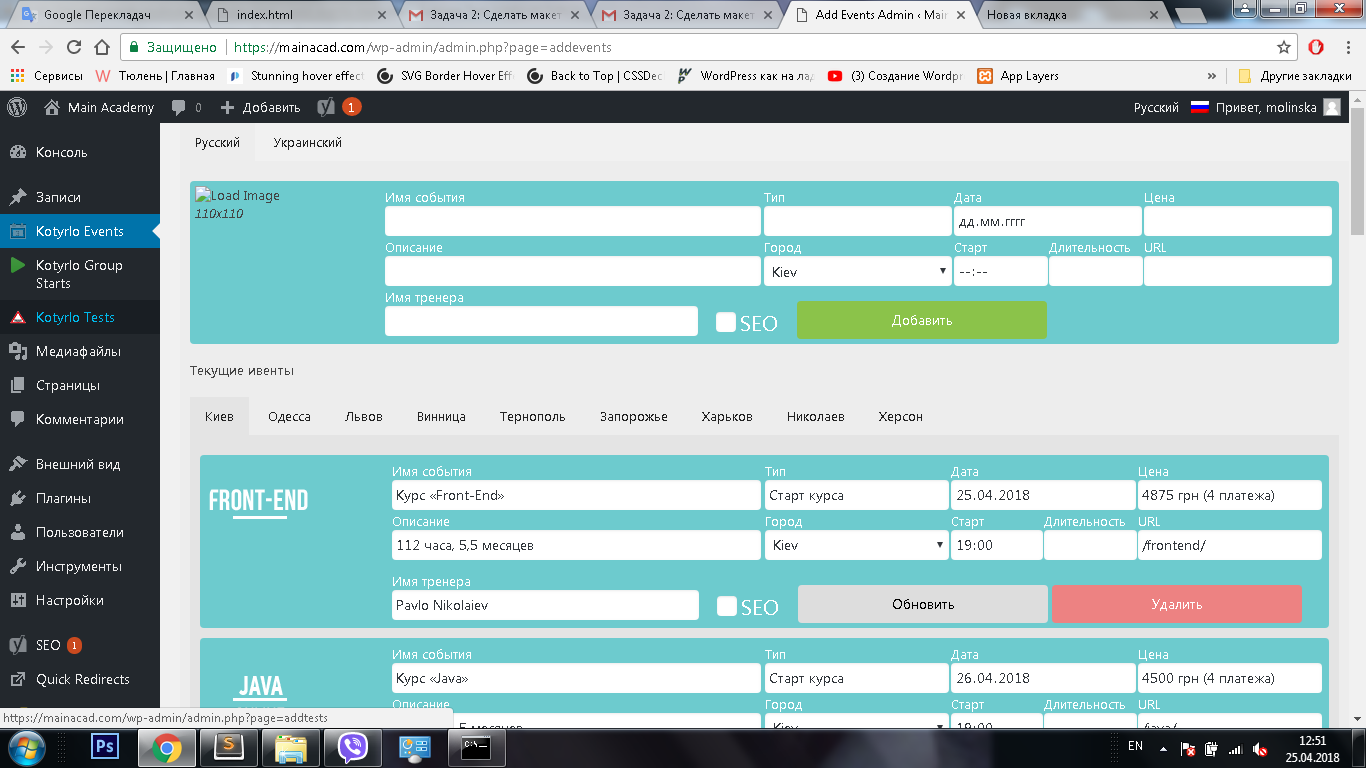 Google Перекладач
index.html
Задача 2: Сделать макет
Задача 2: Сделать макет
Add Events Admin ‹ Main
Новая вкладка
Защищено
https://mainacad.com/wp-admin/admin.php?page=addevents
Сервисы
Тюлень | Главная
Stunning hover effec
SVG Border Hover Eff
Back to Top | CSSDec
WordPress как на лад
(3) Создание Wordpr
App Layers
»
Другие закладки
Main Academy
0
Добавить
1
Русский
Привет, molinska
Консоль
Записи
Kotyrlo Events
Kotyrlo Group
Starts
Kotyrlo Tests
Медиафайлы
Страницы
Комментарии
Внешний вид
Плагины
Пользователи
Инструменты
Настройки
SEO 1
Quick Redirects
Русский
Украинский
Load Image
110x110
Имя события
Тип
Дата
Цена
дд.мм.гггг
Описание
Город
Старт
Длительность
URL
Kiev
--:--
Имя тренера
SEO
Добавить
Текущие ивенты
Киев
Одесса
Львов
Винница
Тернополь
Запорожье
Харьков
Николаев
Херсон
FRONT-END
Имя события
Тип
Дата
Цена
Курс «Front-End»
Старт курса
25.04.2018
4875 грн (4 платежа)
Описание
Город
Старт
Длительность
URL
112 часа, 5,5 месяцев
Kiev
19:00
/frontend/
Имя тренера
Pavlo Nikolaiev
SEO
Обновить
Удалить
JAVA
Имя события
Тип
Дата
Цена
Курс «Java»
Старт курса
26.04.2018
4500 грн (4 платежа)
Описание
Город
Старт
Длительность
URL
5 месяцев
Kiev
19:00
/java/
https://mainacad.com/wp-admin/admin.php?page=addtests
Ps
S
C:\
EN
12:51
25.04.2018